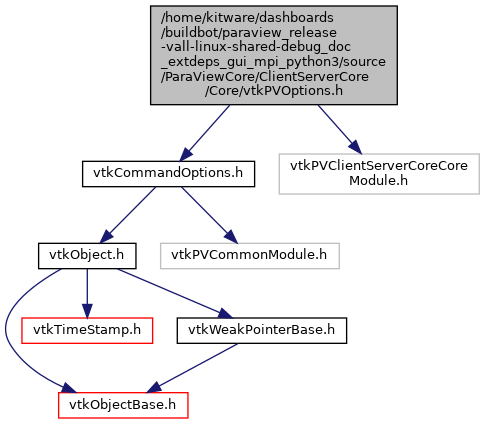 /home/kitware/dashboards
/buildbot/paraview_release
-vall-linux-shared-debug_doc
_extdeps_gui_mpi_python3/source
/ParaViewCore/ClientServerCore
/Core/vtkPVOptions.h
vtkCommandOptions.h
vtkPVClientServerCoreCore
Module.h
vtkObject.h
vtkPVCommonModule.h
vtkTimeStamp.h
vtkWeakPointerBase.h
vtkObjectBase.h